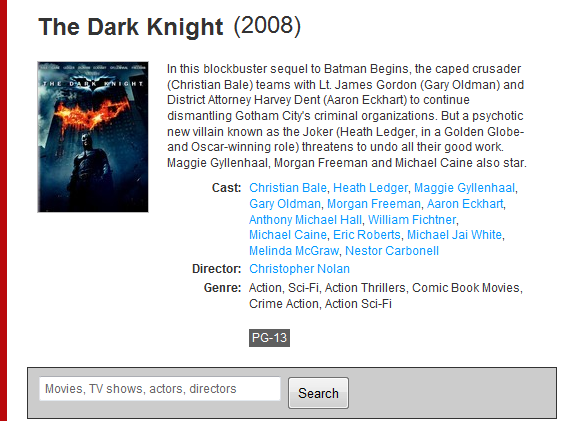 The Dark Knight (2008)
THE DARK KNIGHT
In this blockbuster sequel to Batman Begins, the caped crusader
(Christian Bale) teams with Lt. James Gordon (Gary Oldman) and
District Attorney Harvey Dent (Aaron Eckhart) to continue
dismantling Gotham City's criminal organizations. But a psychotic
new villain known as the Joker (Heath Ledger, in a Golden Globe-
and Oscar-winning role) threatens to undo all their good work.
Maggie Gyllenhaal, Morgan Freeman and Michael Caine also star.
Cast: Christian Bale, Heath Ledger, Maggie Gyllenhaal,
Gary Oldman, Morgan Freeman, Aaron Eckhart,
Anthony Michael Hall, William Fichtner,
Michael Caine, Eric Roberts, Michael Jai White,
Melinda McGraw, Nestor Carbonell
Director: Christopher Nolan
Genre: Action, Sci-Fi, Action Thrillers, Comic Book Movies,
Crime Action, Action Sci-Fi
PG-13
Movies, TV shows, actors, directors Search